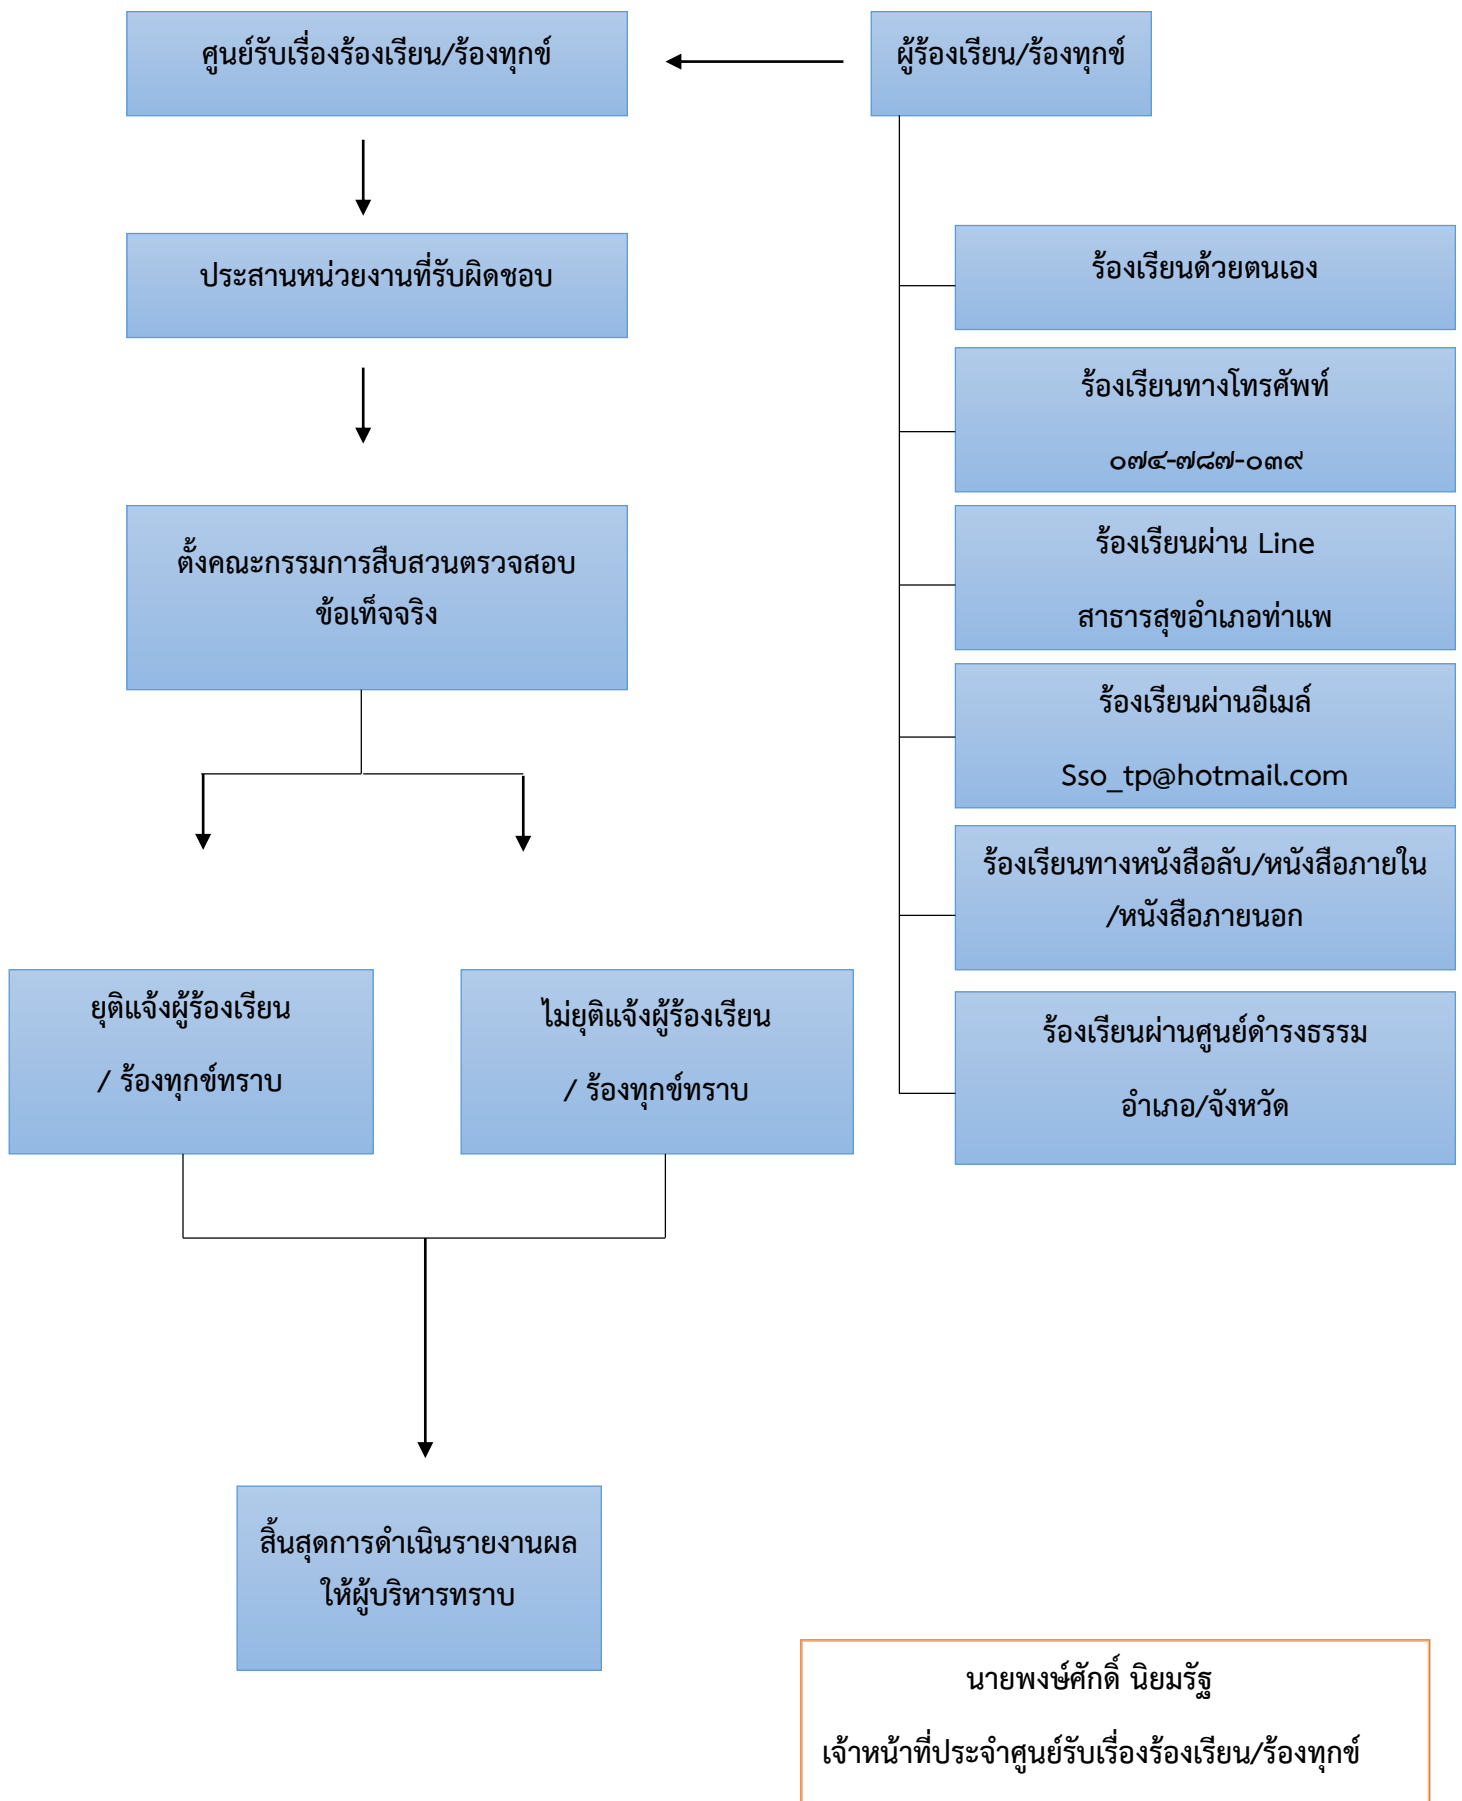 ศูนย์รับเรื่องร้องเรียน/ร้องทุกข์
ผู้ร้องเรียน/ร้องทุกข์
ประสานหน่วยงานที่รับผิดชอบ
ตั้งคณะกรรมการสืบสวนตรวจสอบ
ข้อเท็จจริง
ร้องเรียนด้วยตนเอง
ร้องเรียนทางโทรศัพท์
๐๗๔-๗๘๗-๐๓๙
ร้องเรียนผ่าน Line
สาธารสุขอำเภอท่าแพ
ร้องเรียนผ่านอีเมล์
Sso_tp@hotmail.com
ร้องเรียนทางหนังสือลับ/หนังสือภายใน
/หนังสือภายนอก
ร้องเรียนผ่านศูนย์ดำรงธรรม
อำเภอ/จังหวัด
ยุติแจ้งผู้ร้องเรียน
/ ร้องทุกข์ทราบ
ไม่ยุติแจ้งผู้ร้องเรียน
/ ร้องทุกข์ทราบ
สิ้นสุดการดำเนินรายงานผล
ให้ผู้บริหารทราบ
นายพงษ์ศักดิ์ นิยมรัฐ
เจ้าหน้าที่ประจำศูนย์รับเรื่องร้องเรียน/ร้องทุกข์